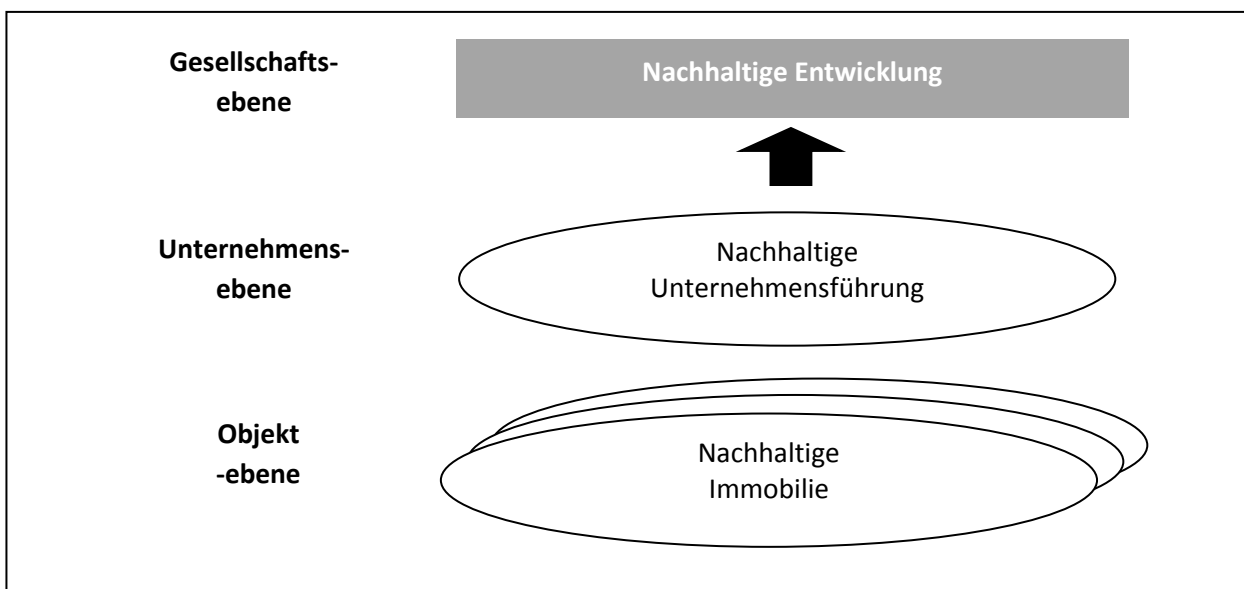 Gesellschafts-
ebene
Nachhaltige Entwicklung
Unternehmens-
ebene
Nachhaltige
Unternehmensführung
Objekt
-ebene
Nachhaltige
Immobilie